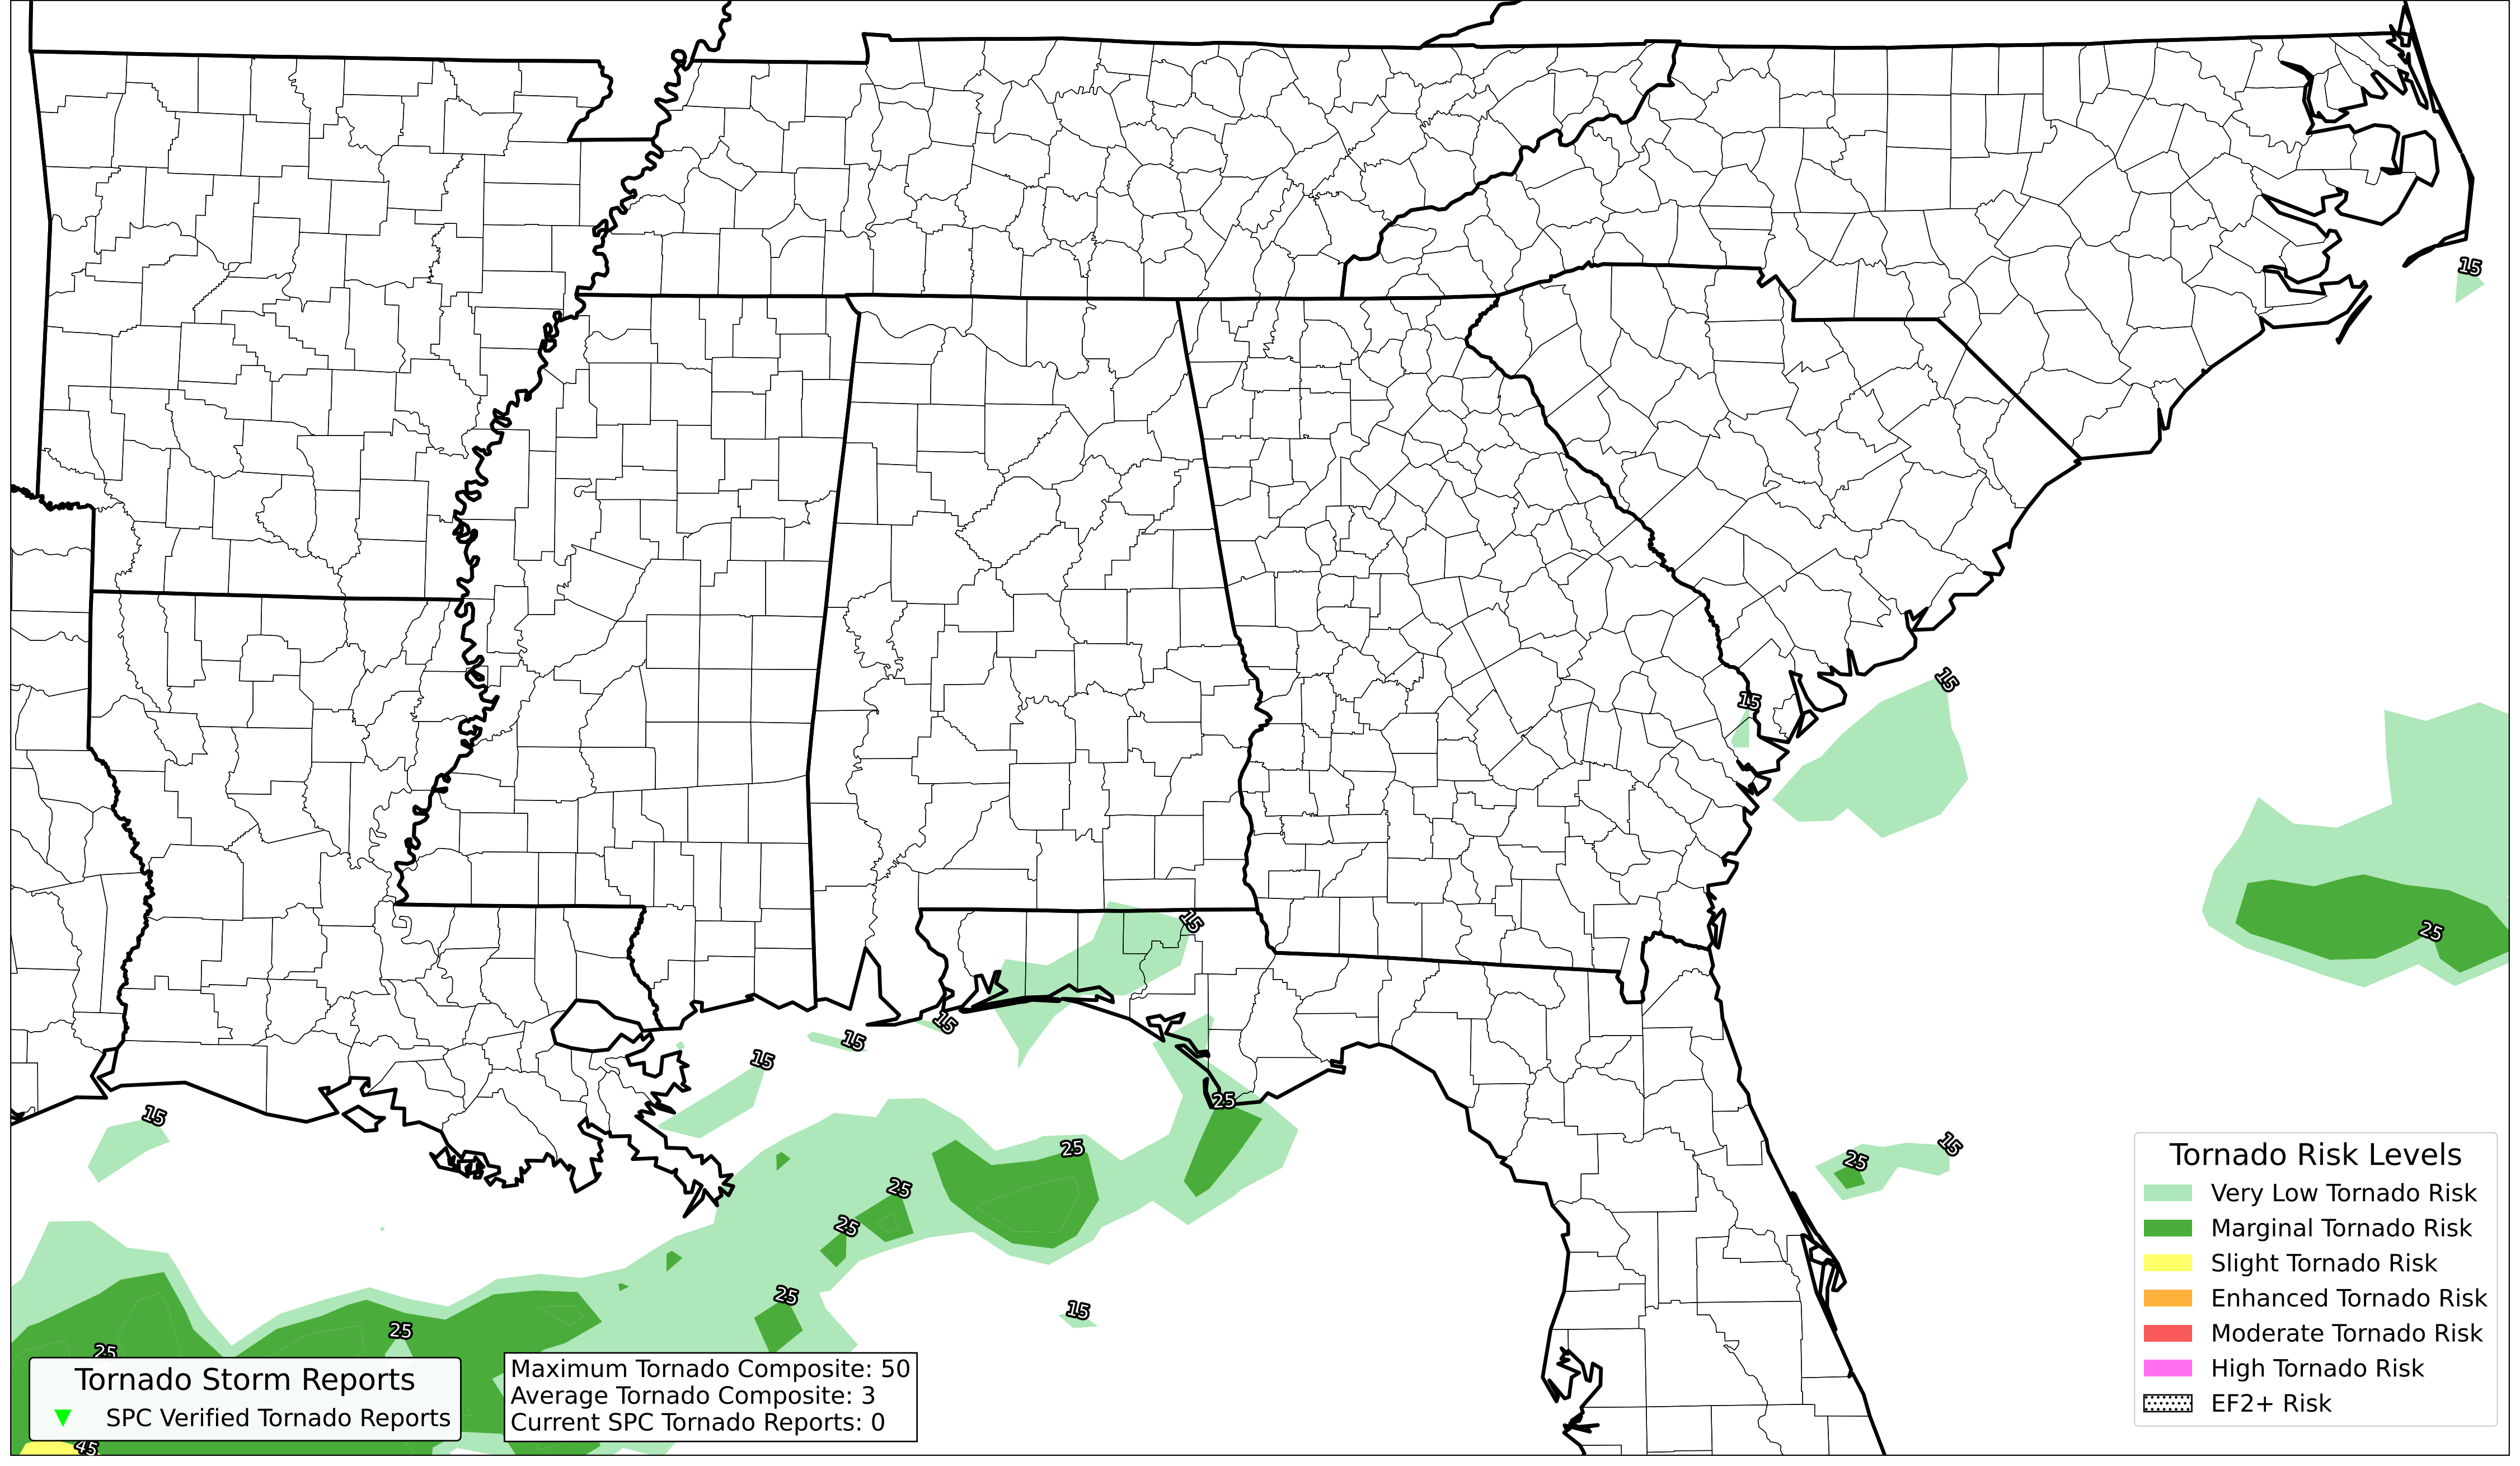 15
15
15
15
25
15
15
15
15
25
25
15
25
15
25
25
25
15
25
25
45
Tornado Storm Reports
SPC Verified Tornado Reports
Maximum Tornado Composite: 50
Average Tornado Composite: 3
Current SPC Tornado Reports: 0
Tornado Risk Levels
Very Low Tornado Risk
Marginal Tornado Risk
Slight Tornado Risk
Enhanced Tornado Risk
Moderate Tornado Risk
High Tornado Risk
EF2+ Risk